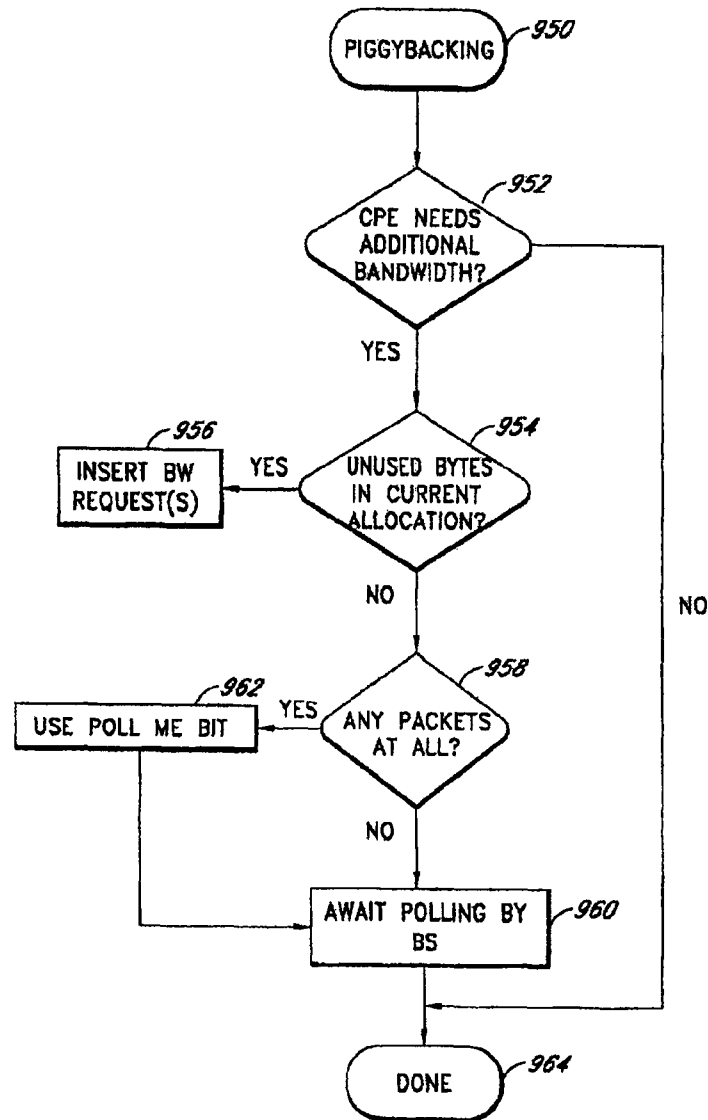 PIGGYBACKING
950
952
CPE NEEDS
ADDITIONAL
BANDWIDTH?
YES
956
954
INSERT BW
REQUEST(S)
YES
UNUSED BYTES
IN CURRENT
ALLOCATION?
NO
NO
958
962
USE POLL ME BIT
YES
ANY PACKETS
AT ALL?
NO
AWAIT POLLING BY
BS
960
DONE
964